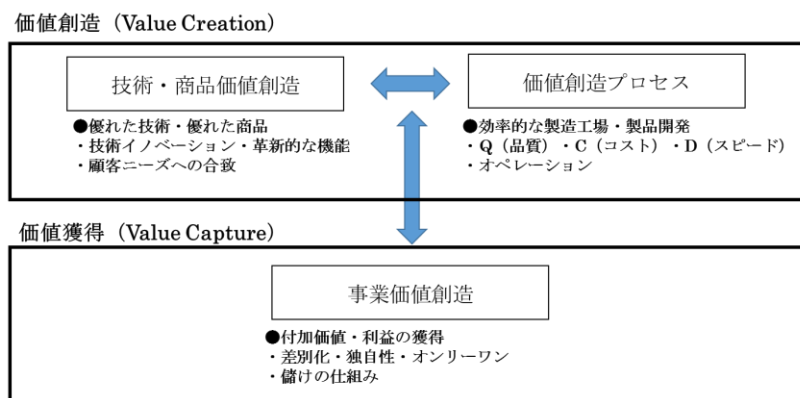 価値創造（Value Creation）
技術・商品価値創造
●優れた技術・優れた商品
・技術イノベーション・革新的な機能
・顧客ニーズへの合致
価値創造プロセス
●効率的な製造工場・製品開発
・Q（品質）・C（コスト）・D（スピード）
・オペレーション
価値獲得（Value Capture）
事業価値創造
●付加価値・利益の獲得
・差別化・独自性・オンリーワン
・儲けの仕組み